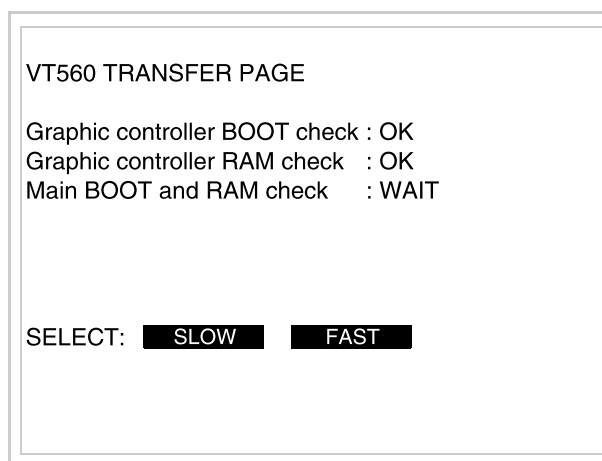 VT560 TRANSFER PAGE
Graphic controller BOOT check : OK
Graphic controller RAM check : OK
Main BOOT and RAM check : WAIT
SELECT: SLOW FAST